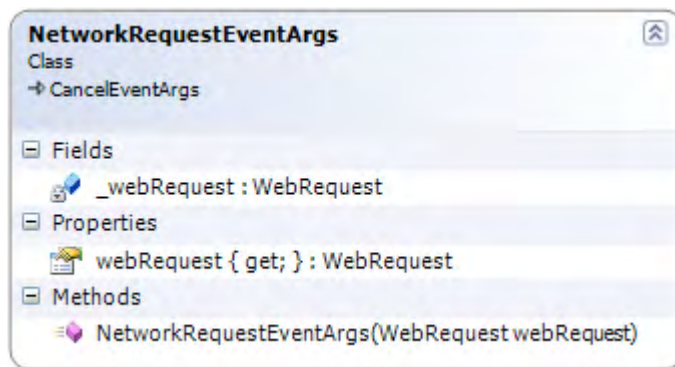 NetworkRequestEventArgs
Class
CancelEventArgs
Fields
_webRequest : WebRequest
Properties
webRequest { get; } : WebRequest
Methods
NetworkRequestEventArgs(WebRequest webRequest)